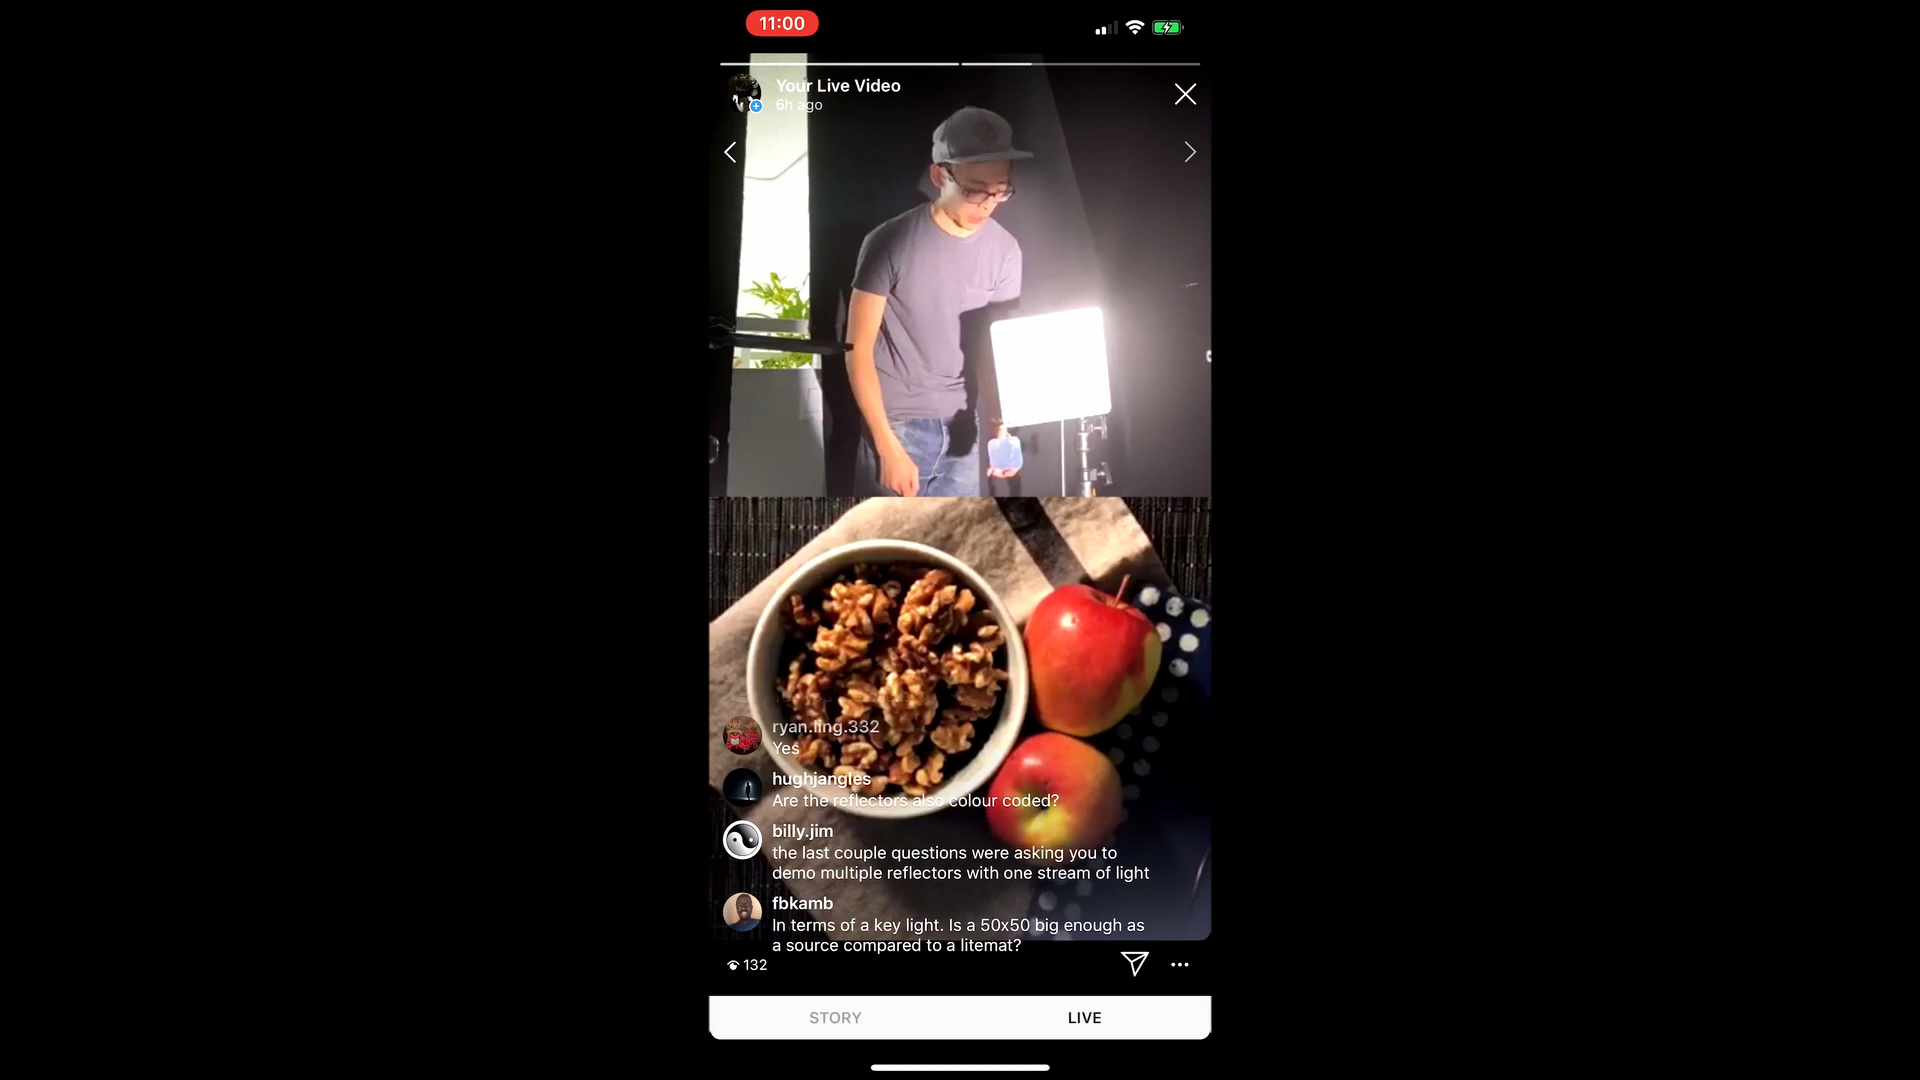 11:00
Your Live Video
6h ago
ryan.ling.332
Yes
hughjangles
Are the reflectors also colour coded?
billy.jim
the last couple questions were asking you to
demo multiple reflectors with one stream of light
fbkamb
In terms of a key light. Is a 50x50 big enough as
a source compared to a litemat?
132
STORY
LIVE